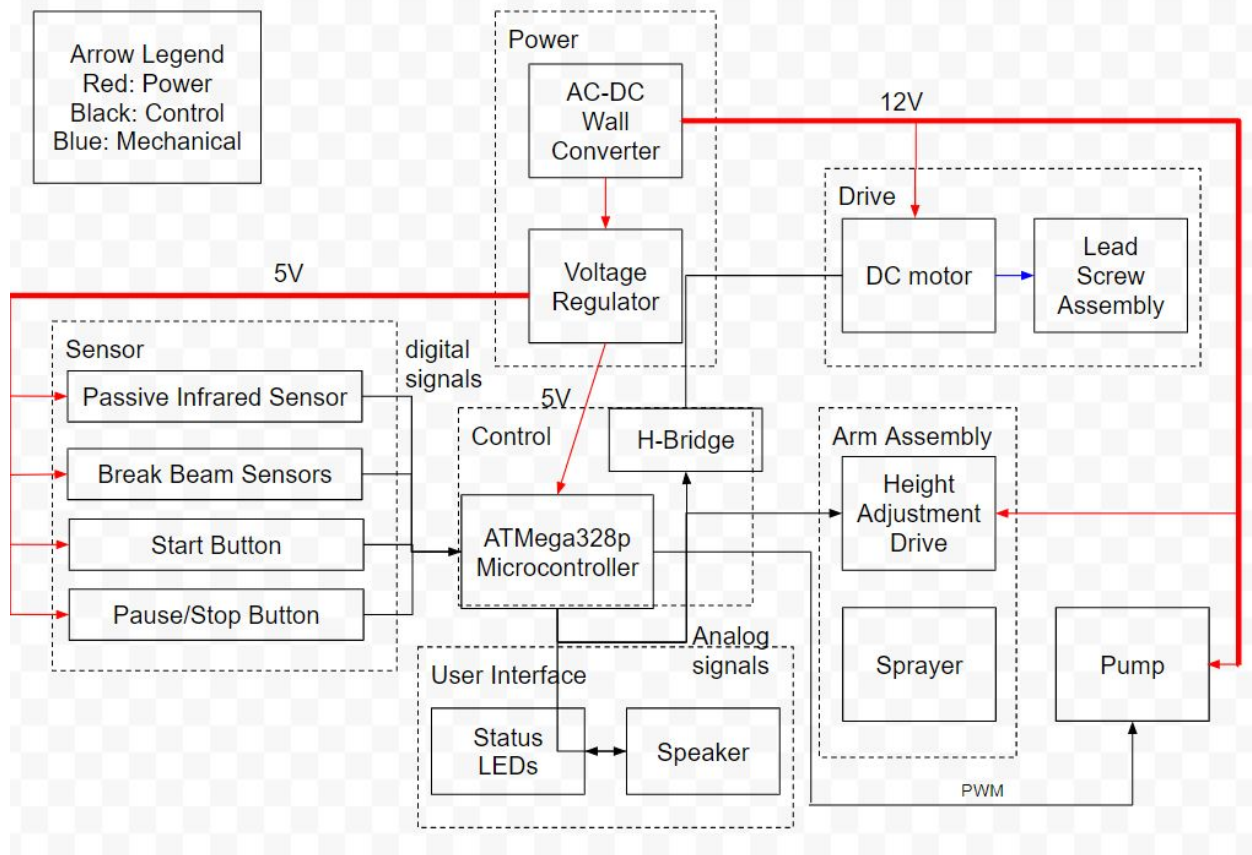 Arrow Legend
Red: Power
Black: Control
Blue: Mechanical
Power
AC-DC
Wall
Converter
12V
Voltage
Regulator
5V
Drive
DC motor
Lead
Screw
Assembly
Sensor
digital
signals
Passive Infrared Sensor
Break Beam Sensors
Start Button
Pause/Stop Button
5V
Control
H-Bridge
ATMega328p
Microcontroller
Arm Assembly
Height
Adjustment
Drive
Sprayer
Pump
Analog
signals
User Interface
Status
LEDs
Speaker
PWM